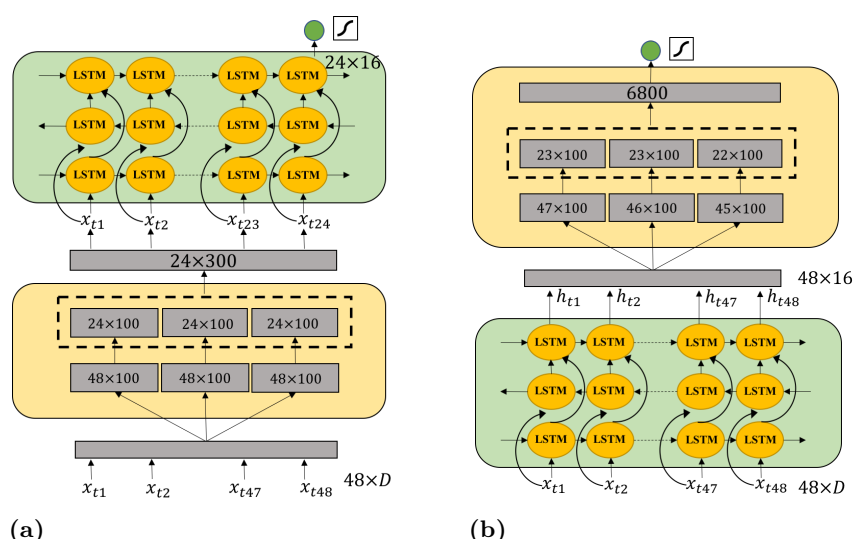 24×16
LSTM LSTM LSTM LSTM
LSTM LSTM LSTM LSTM
LSTM LSTM LSTM LSTM
x_{t1} x_{t2} x_{t23} x_{t24}
24×300
24×100 24×100 24×100
48×100 48×100 48×100
x_{t1} x_{t2} x_{t47} x_{t48} 48×D
(a)
6800
23×100 23×100 22×100
47×100 46×100 45×100
48×16
h_{t1} h_{t2} h_{t47} h_{t48}
LSTM LSTM LSTM LSTM
LSTM LSTM LSTM LSTM
LSTM LSTM LSTM LSTM
x_{t1} x_{t2} x_{t47} x_{t48} 48×D
(b)